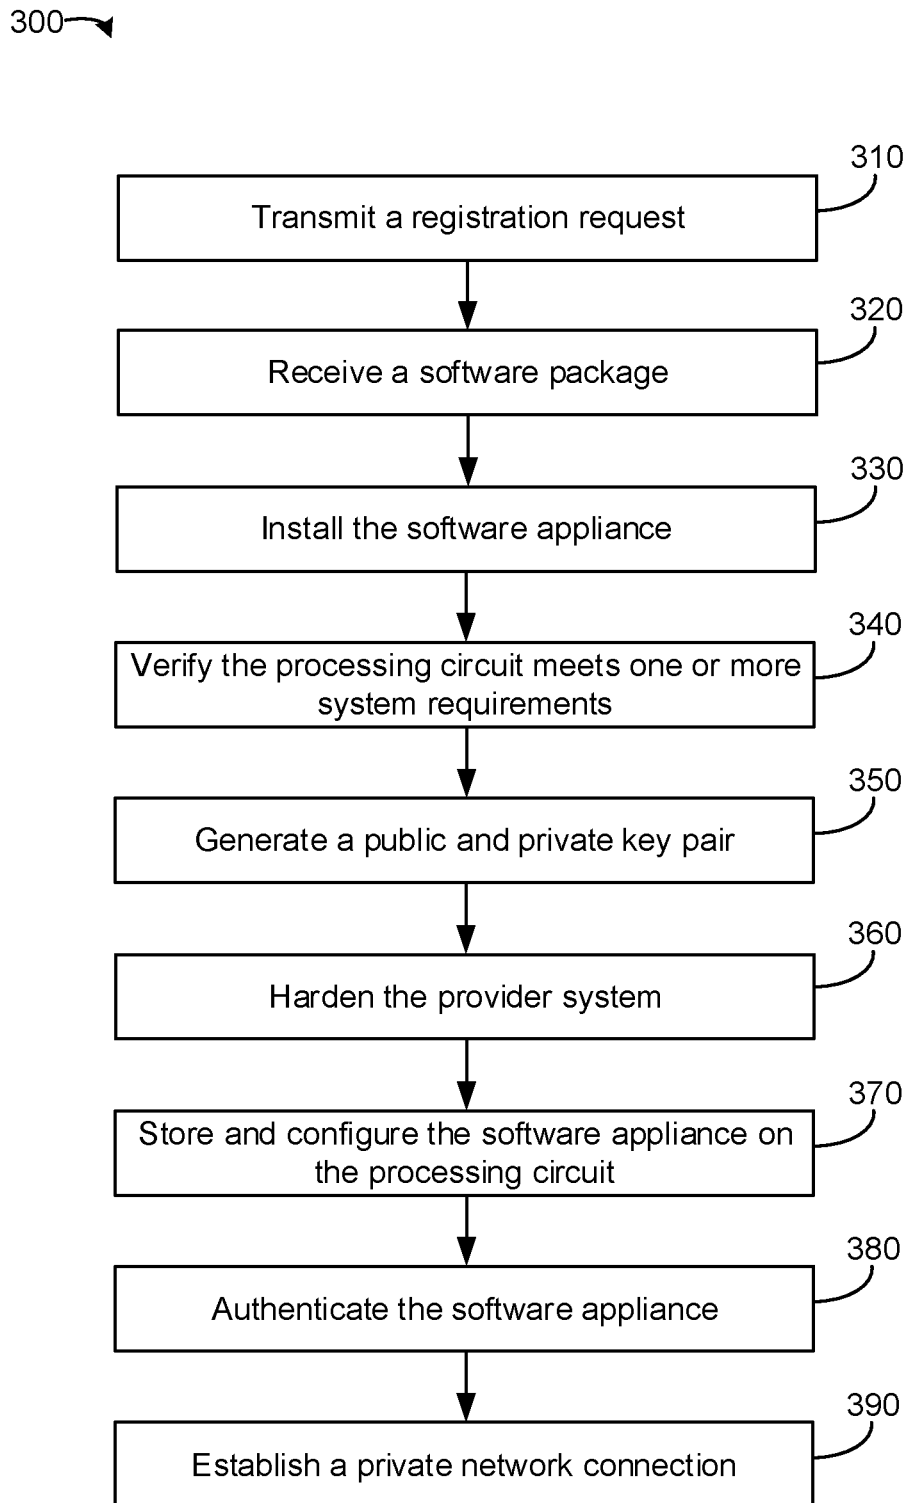 300
310
Transmit a registration request
320
Receive a software package
330
Install the software appliance
340
Verify the processing circuit meets one or more
system requirements
350
Generate a public and private key pair
360
Harden the provider system
370
Store and configure the software appliance on
the processing circuit
380
Authenticate the software appliance
390
Establish a private network connection